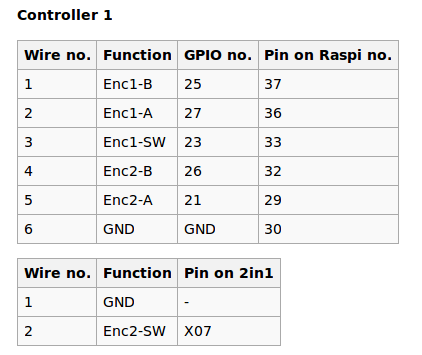 Controller 1
Wire no. Function GPIO no. Pin on Raspi no.
1 Enc1-B 25 37
2 Enc1-A 27 36
3 Enc1-SW 23 33
4 Enc2-B 26 32
5 Enc2-A 21 29
6 GND GND 30
Wire no. Function Pin on 2in1
1 GND -
2 Enc2-SW X07